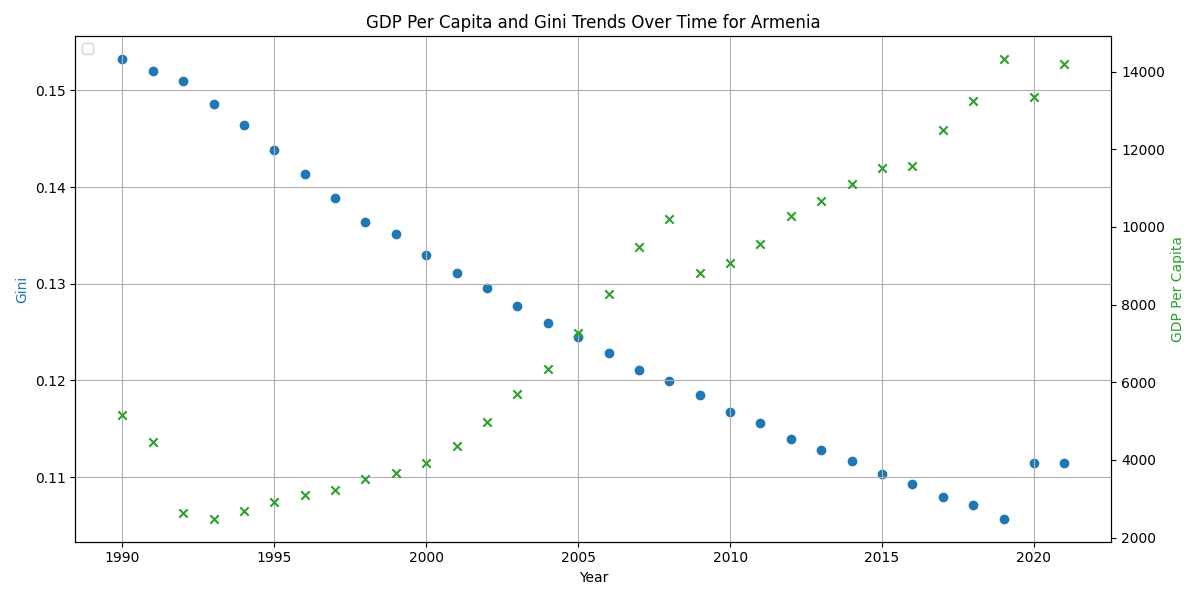 GDP Per Capita and Gini Trends Over Time for Armenia
0.15
0.14
0.13
0.12
0.11
Gini
14000
12000
10000
8000
6000
4000
2000
GDP Per Capita
1990 1995 2000 2005 2010 2015 2020
Year